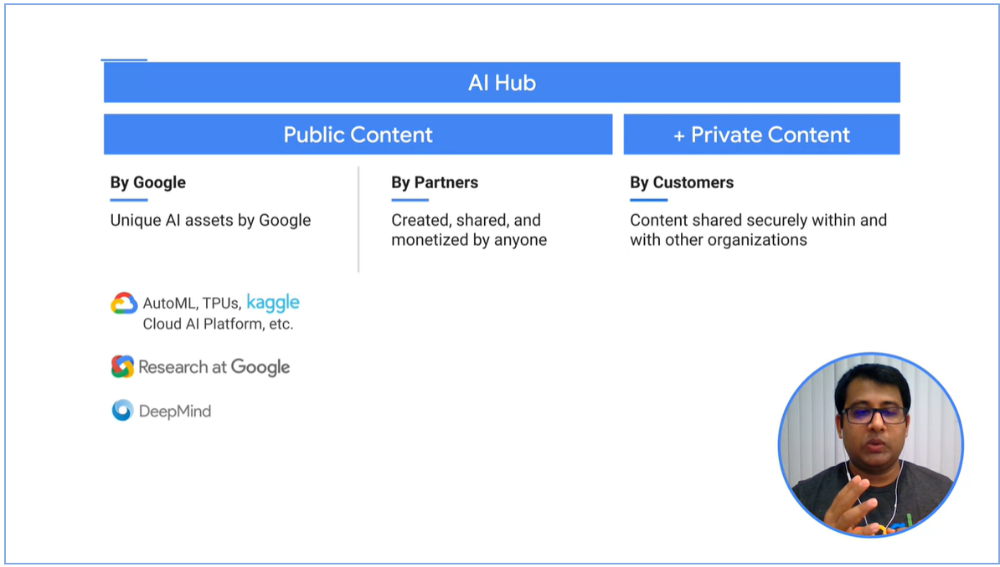 AI Hub
Public Content
+ Private Content
By Google
Unique AI assets by Google
By Partners
Created, shared, and
monetized by anyone
By Customers
Content shared securely within and
with other organizations
AutoML, TPUs, kaggle
Cloud AI Platform, etc.
Research at Google
DeepMind